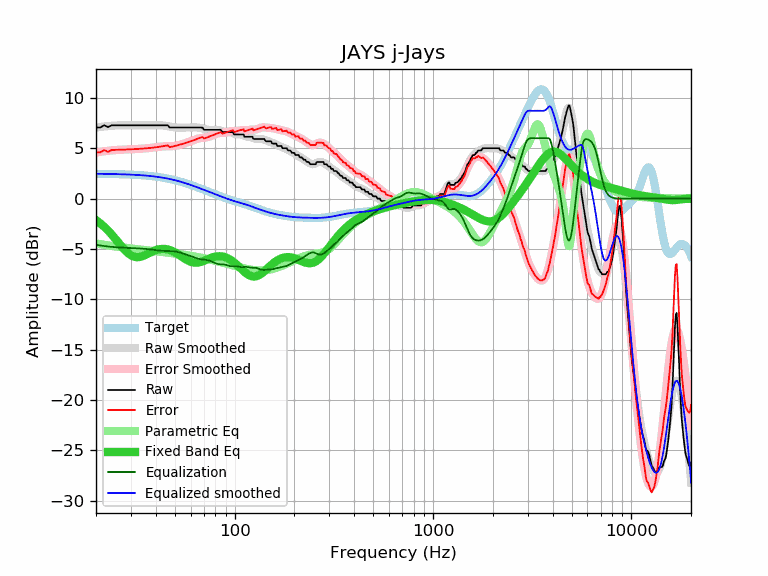 JAYS j-Jays
10
5
0
−5
−10
−15
−20
−25
−30
Amplitude (dBr)
Target
Raw Smoothed
Error Smoothed
Raw
Error
Parametric Eq
Fixed Band Eq
Equalization
Equalized smoothed
100 1000 10000
Frequency (Hz)